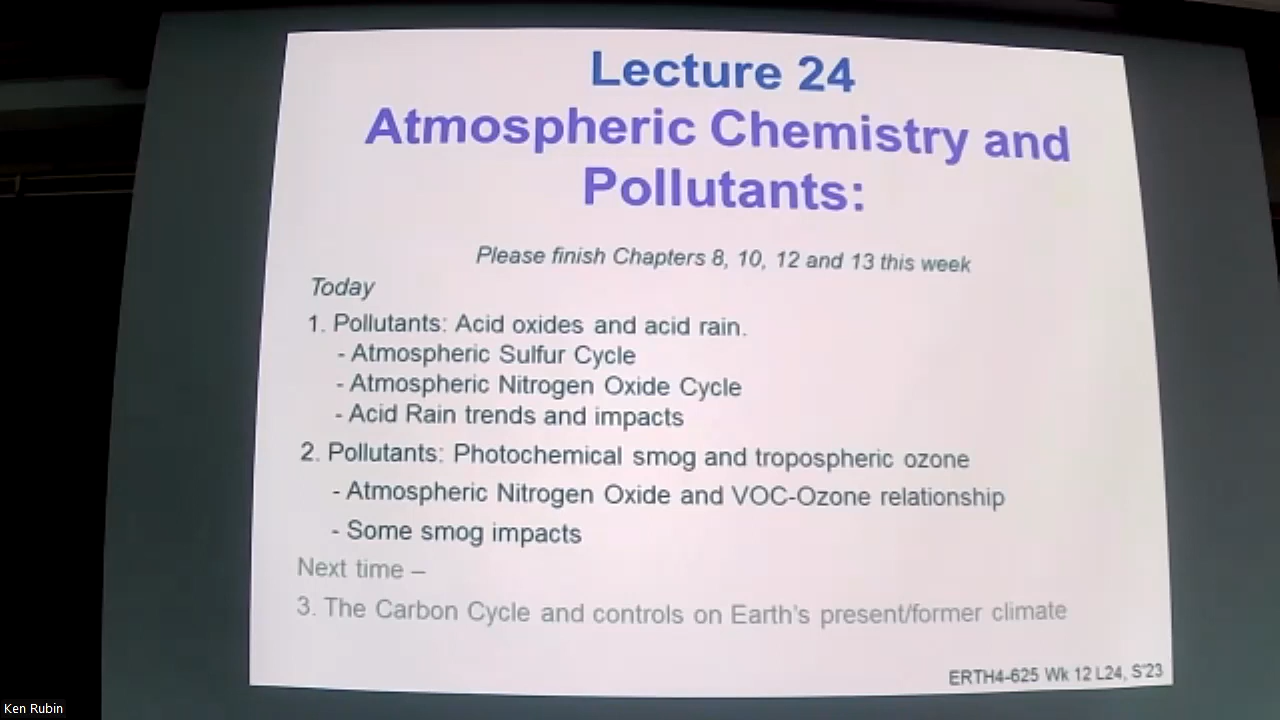 Lecture 24
Atmospheric Chemistry and
Pollutants:
Please finish Chapters 8, 10, 12 and 13 this week
Today
1. Pollutants: Acid oxides and acid rain.
- Atmospheric Sulfur Cycle
- Atmospheric Nitrogen Oxide Cycle
- Acid Rain trends and impacts
2. Pollutants: Photochemical smog and tropospheric ozone
- Atmospheric Nitrogen Oxide and VOC-Ozone relationship
- Some smog impacts
Next time –
3. The Carbon Cycle and controls on Earth's present/former climate
ERTH4-625 Wk 12 L24, S'23
Ken Rubin